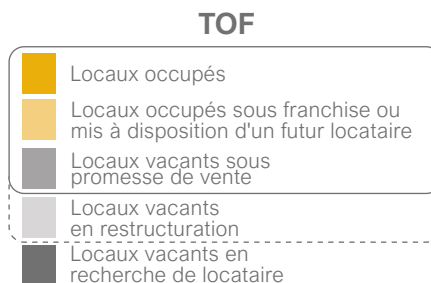 TOF
Locaux occupés
Locaux occupés sous franchise ou
mis à disposition d'un futur locataire
Locaux vacants sous
promesse de vente
Locaux vacants
en restructuration
Locaux vacants en
recherche de locataire